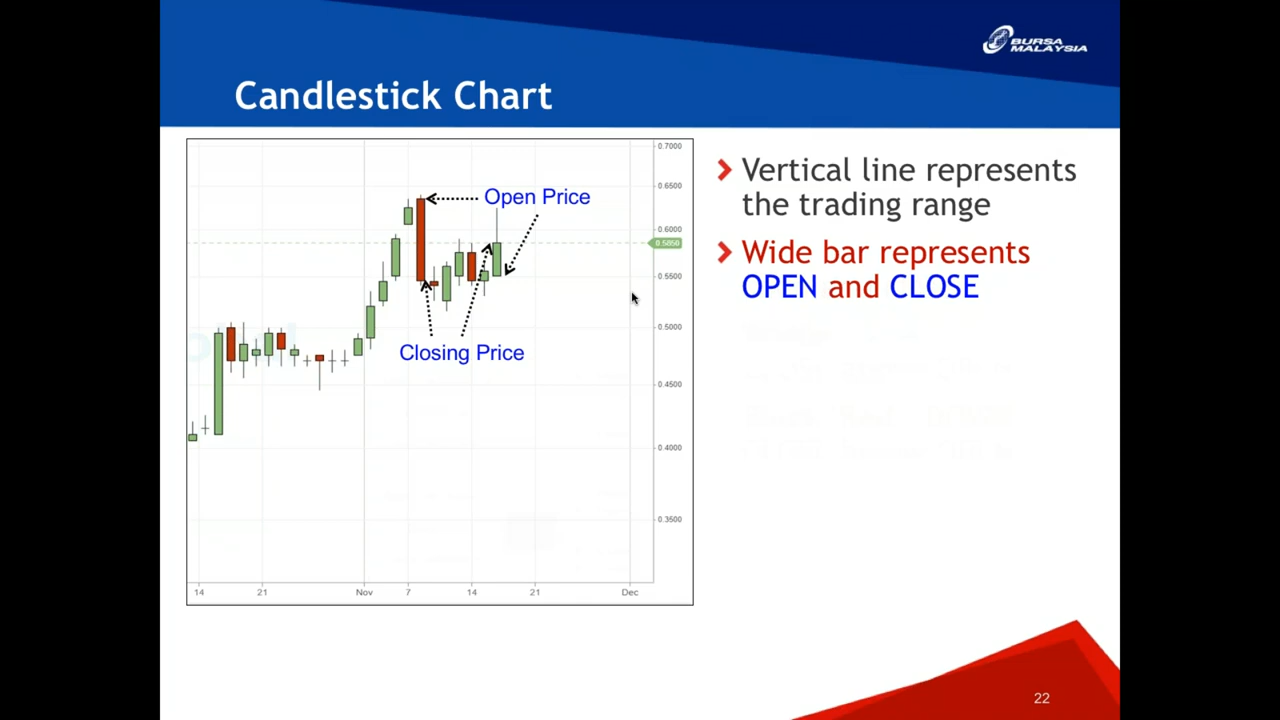 BURSA
MALAYSIA
Candlestick Chart
Vertical line represents
the trading range
Wide bar represents
OPEN and CLOSE
Open Price
Closing Price
0.7000
0.6500
0.6000
0.5850
0.5500
0.5000
0.4500
0.4000
0.3500
14
21
Nov
7
14
21
Dec
22